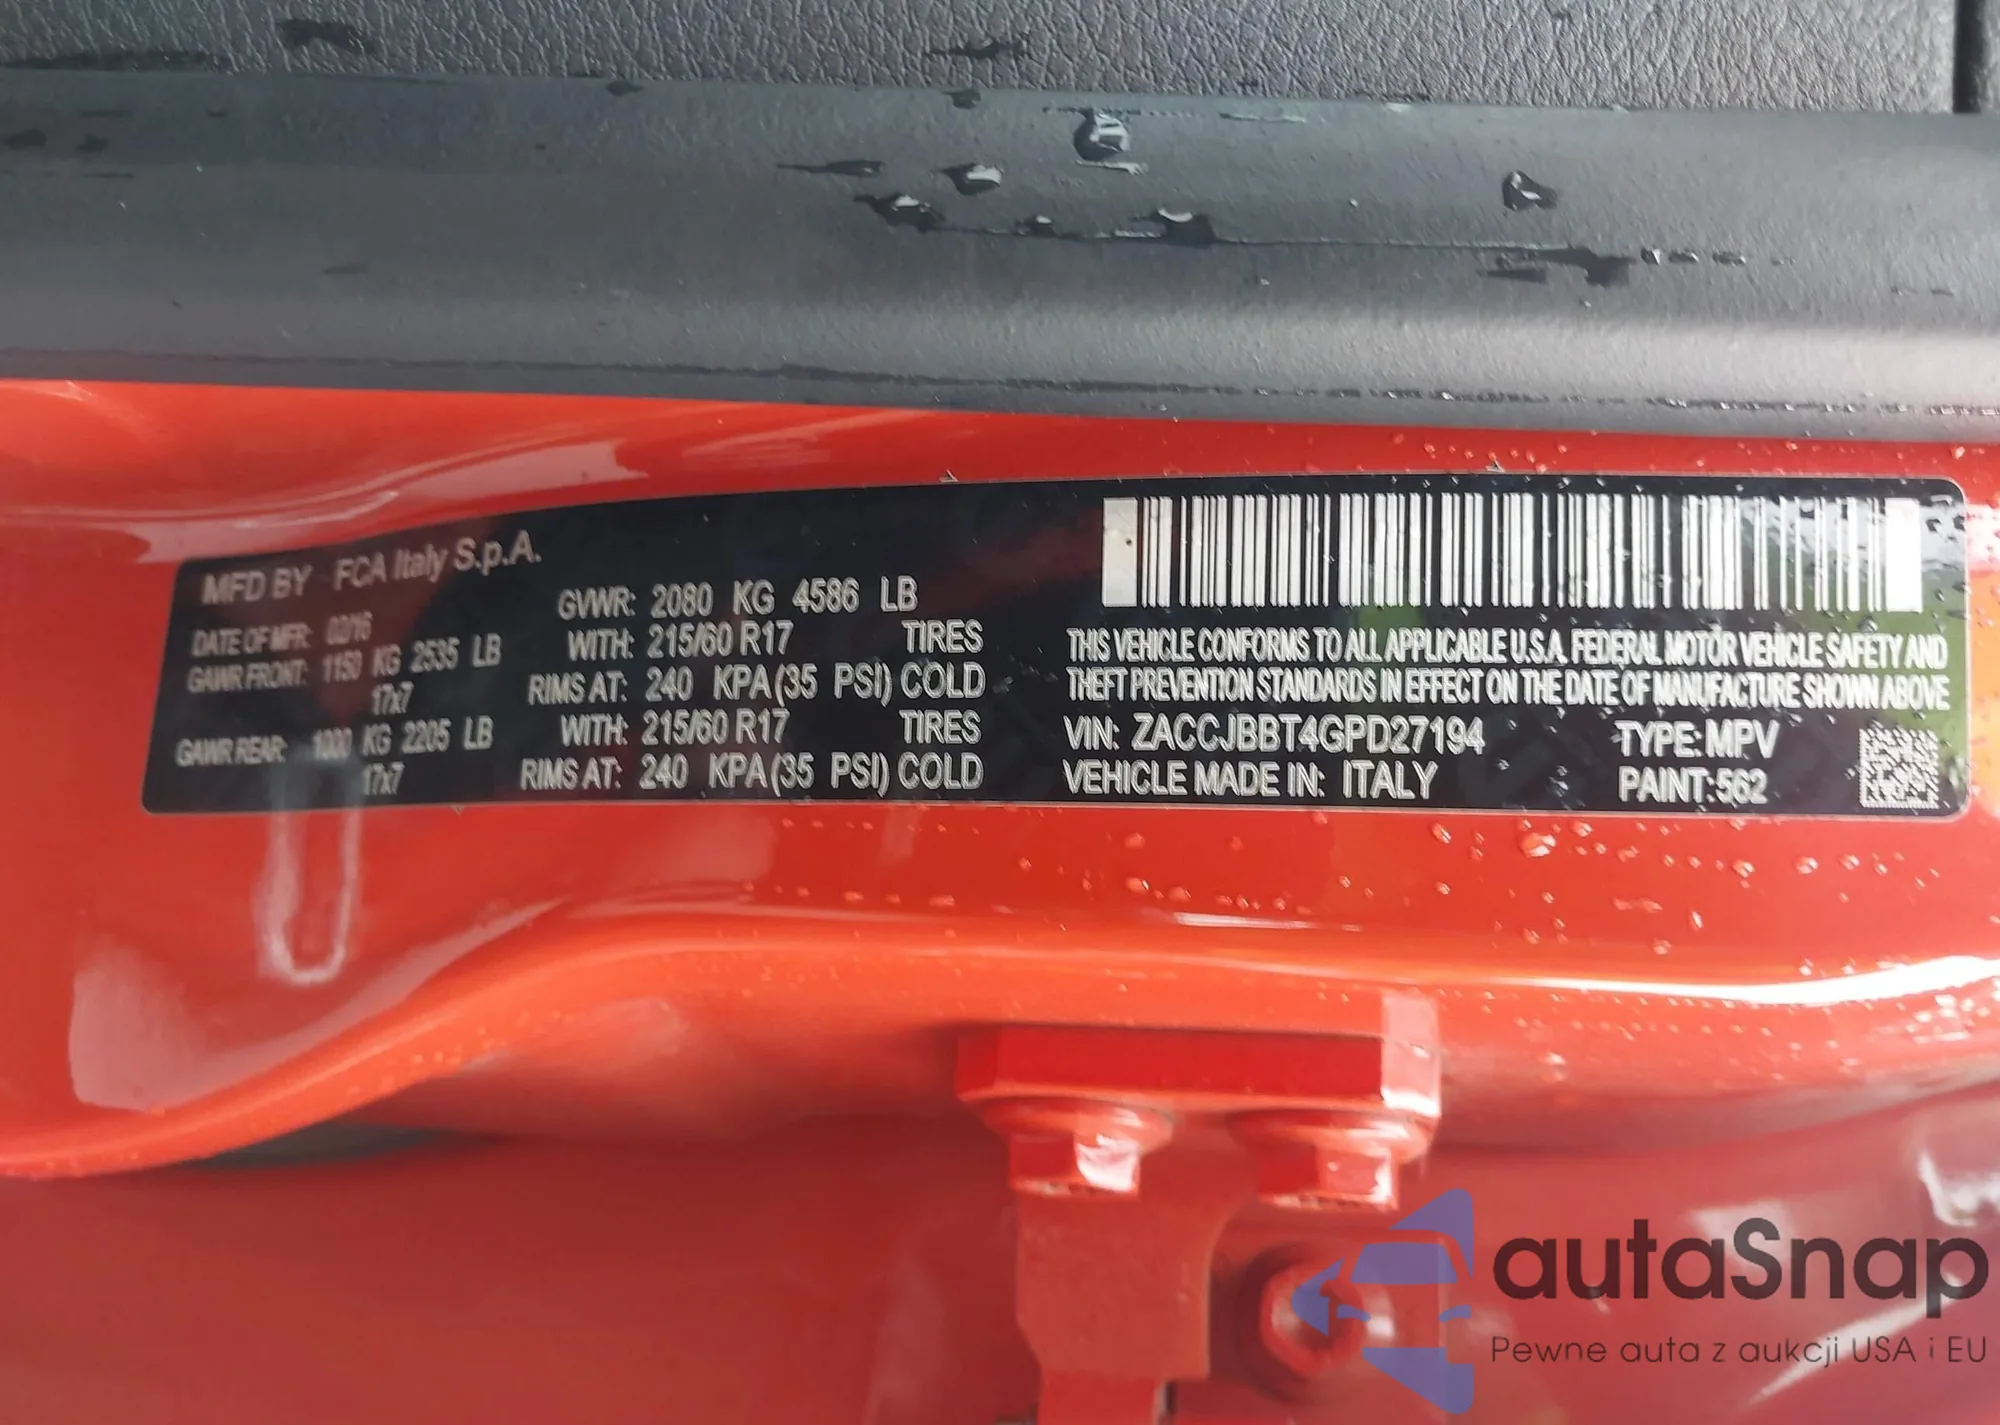 MFD BY FCA Italy S.p.A.
DATE OF MFR: 02/16 GVWR: 2080 KG 4586 LB
GAWR FRONT: 1150 KG 2535 LB WITH: 215/60 R17 TIRES
17x7 RIMS AT: 240 KPA (35 PSI) COLD
GAWR REAR: 1000 KG 2205 LB WITH: 215/60 R17 TIRES
17x7 RIMS AT: 240 KPA (35 PSI) COLD
THIS VEHICLE CONFORMS TO ALL APPLICABLE U.S.A. FEDERAL MOTOR VEHICLE SAFETY AND
THEFT PREVENTION STANDARDS IN EFFECT ON THE DATE OF MANUFACTURE SHOWN ABOVE
VIN: ZACCJBBT4GPD27194 TYPE: MPV
VEHICLE MADE IN: ITALY PAINT: 562
autaSnap
Pewne auta z aukcji USA i EU